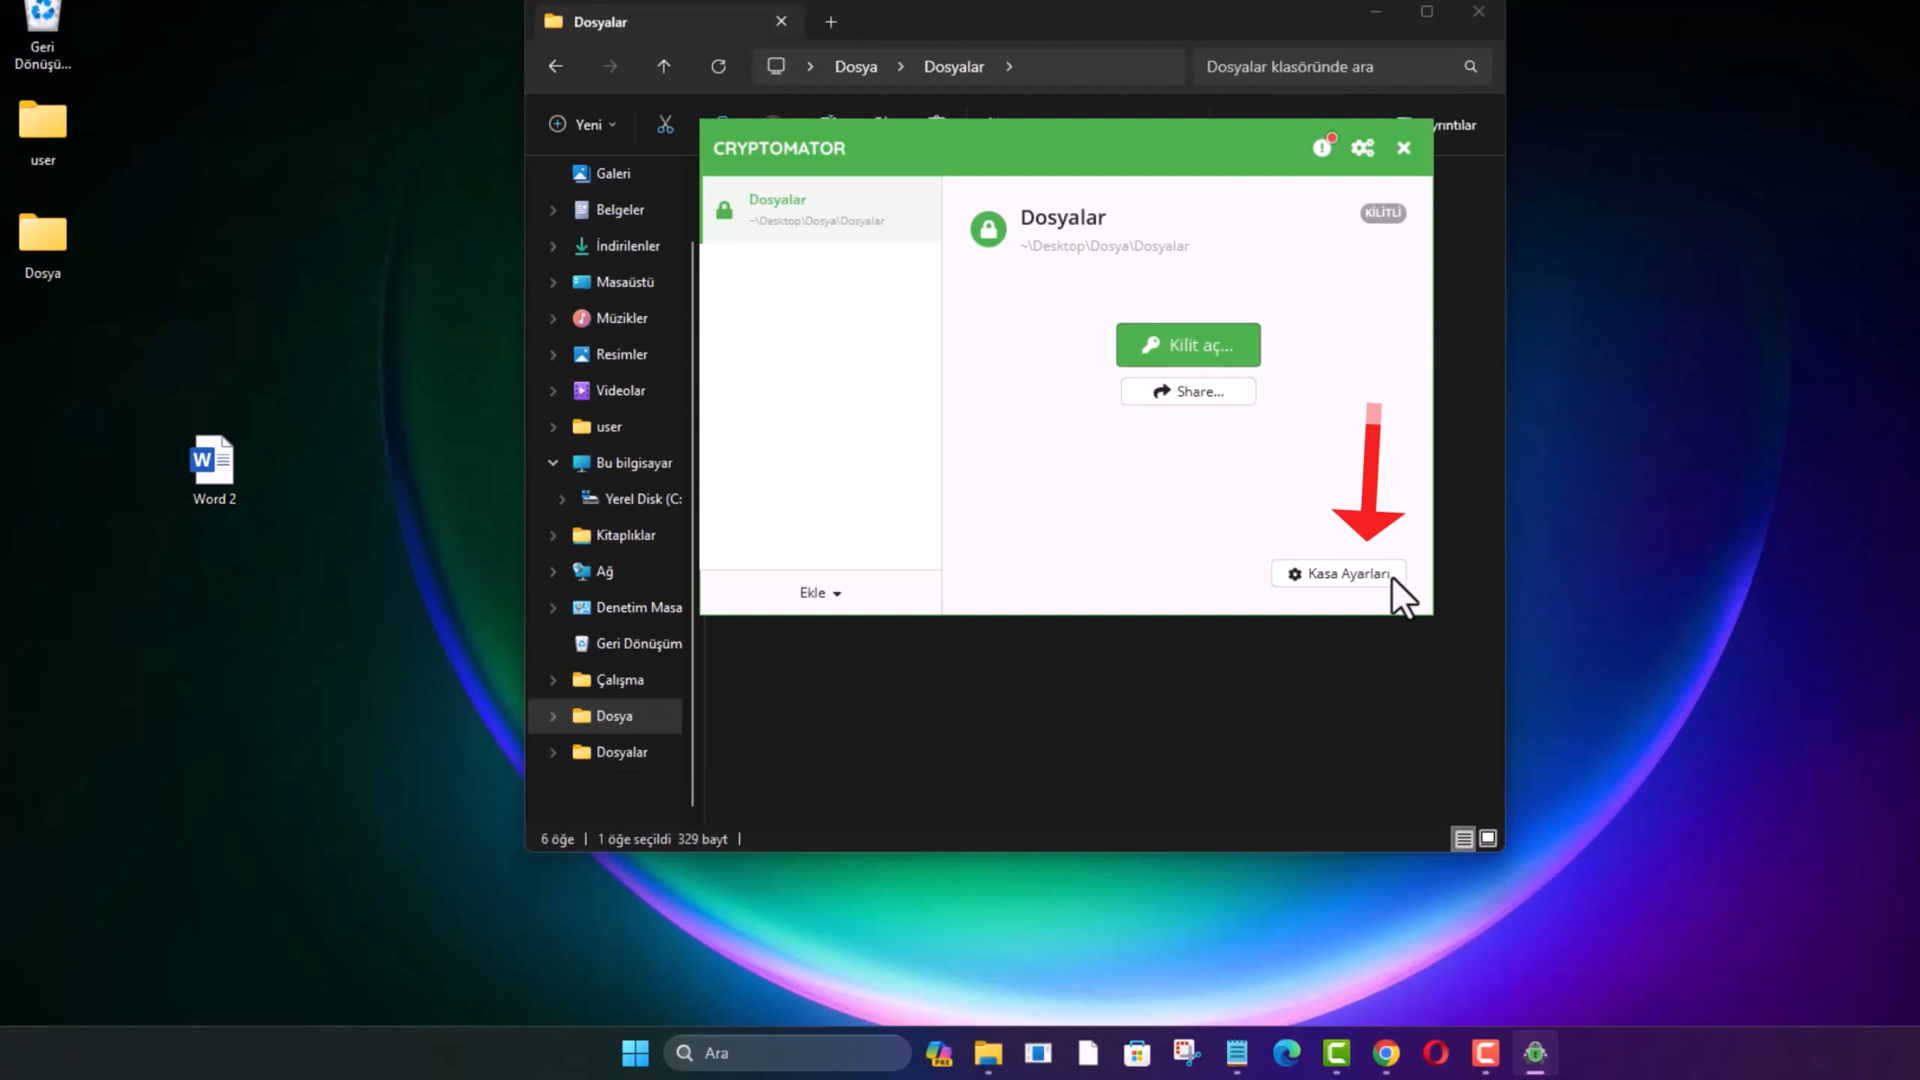 Geri
Dönüşü...
user
Dosya
Word 2
Dosyalar
Dosya
Dosyalar
Dosyalar klasöründe ara
Yeni
yrıntılar
Galeri
Belgeler
İndirilenler
Masaüstü
Müzikler
Resimler
Videolar
user
Bu bilgisayar
Yerel Disk (C:
Kitaplıklar
Ağ
Denetim Masa
Geri Dönüşüm
Çalışma
Dosya
Dosyalar
6 öğe
1 öğe seçildi 329 bayt
CRYPTOMATOR
Dosyalar
~\Desktop\Dosya\Dosyalar
Ekle
Dosyalar
~\Desktop\Dosya\Dosyalar
KİLİTLİ
Kilit aç...
Share...
Kasa Ayarları
Ara
PRE